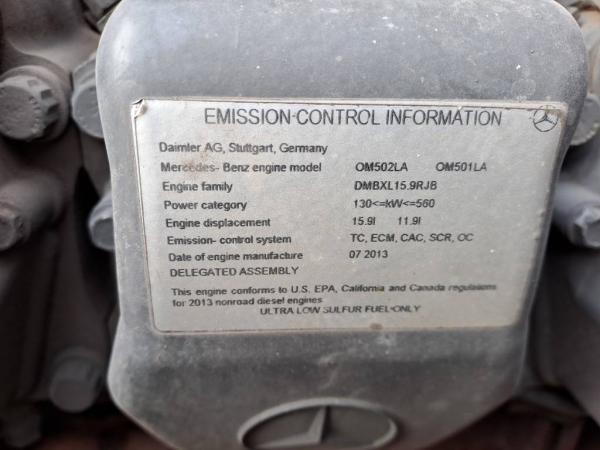 EMISSION-CONTROL INFORMATION
Daimler AG, Stuttgart, Germany
Mercedes- Benz engine model OM502LA OM501LA
Engine family DMBXL15.9RJB
Power category 130<=kW<=560
Engine displacement 15.9l 11.9l
Emission- control system TC, ECM, CAC, SCR, OC
Date of engine manufacture 07 2013
DELEGATED ASSEMBLY
This engine conforms to U.S. EPA, California and Canada regulations
for 2013 nonroad diesel engines
ULTRA LOW SULFUR FUEL ONLY